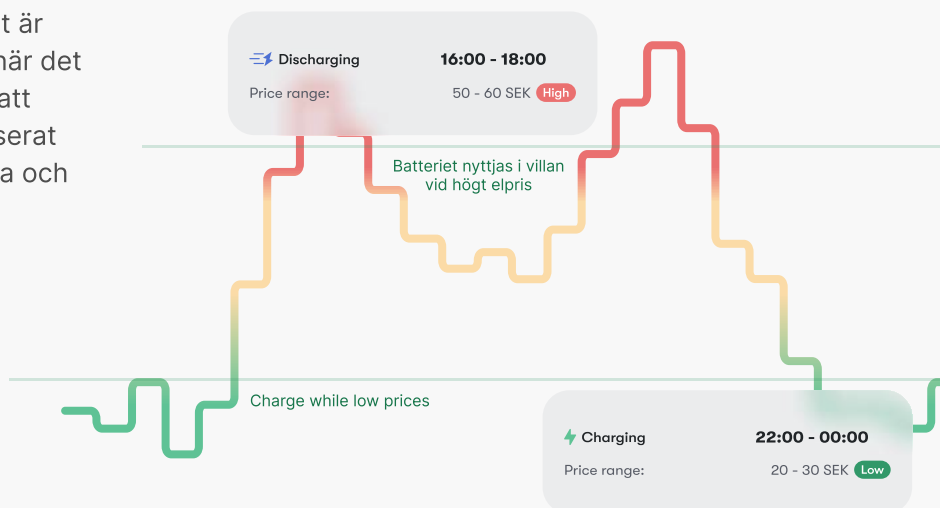 t är
när det
att
serat
a och
Discharging 16:00 - 18:00
Price range: 50 - 60 SEK High
Batteriet nyttjas i villan
vid högt elpris
Charge while low prices
Charging 22:00 - 00:00
Price range: 20 - 30 SEK Low